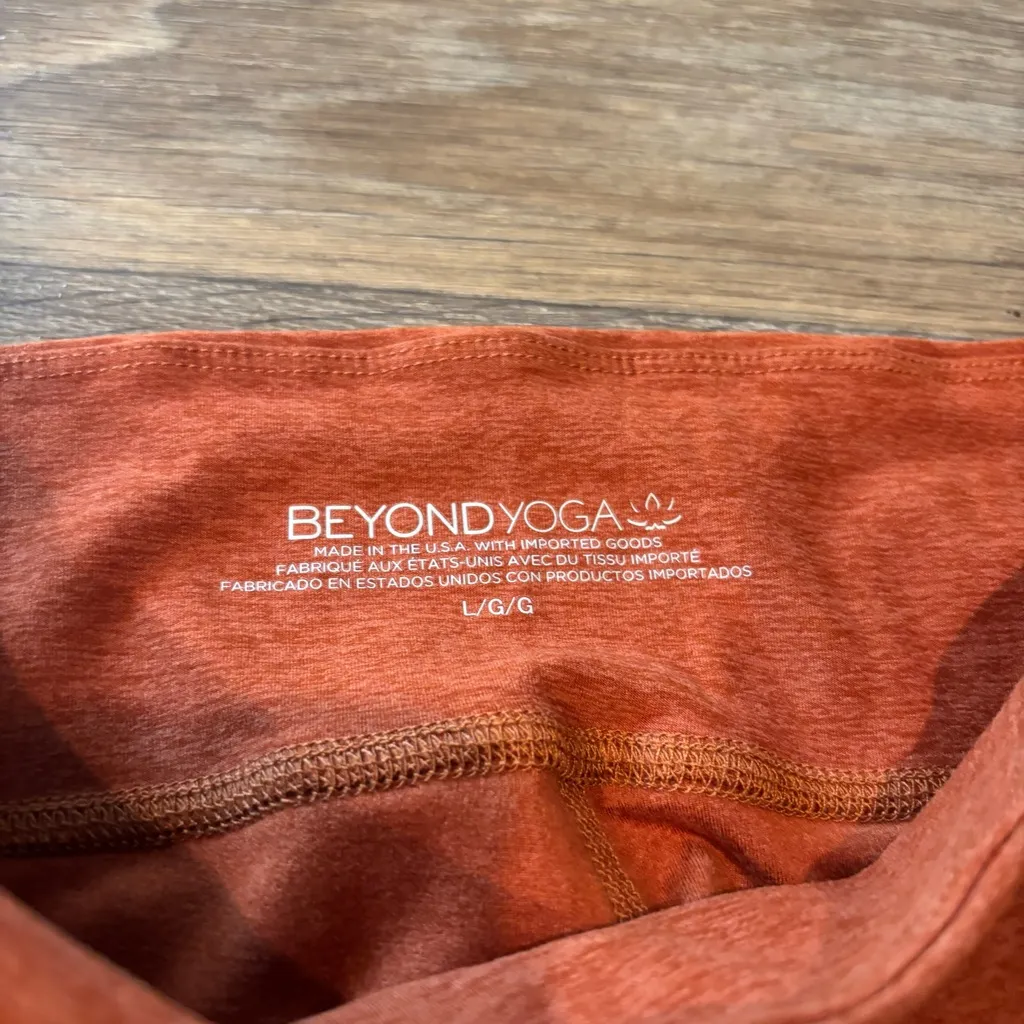 BEYOND YOGA
MADE IN THE U.S.A. WITH IMPORTED GOODS
FABRIQUÉ AUX ÉTATS-UNIS AVEC DU TISSU IMPORTÉ
FABRICADO EN ESTADOS UNIDOS CON PRODUCTOS IMPORTADOS
L/G/G